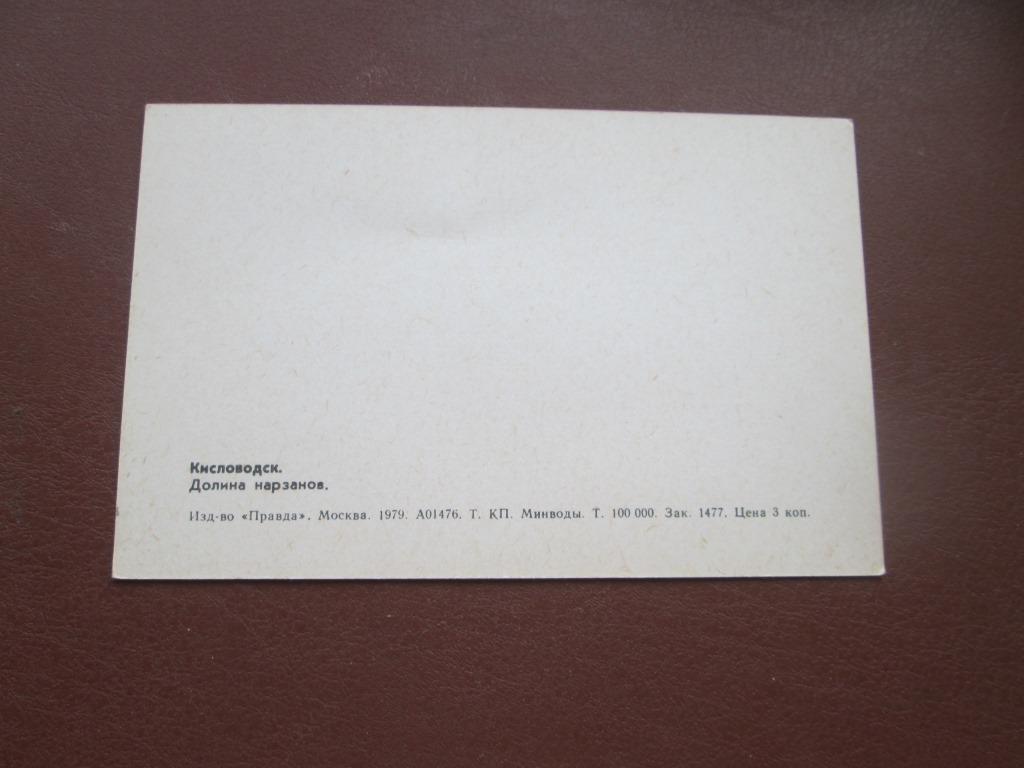 Кисловодск.
Долина нарзанов.
Изд-во «Правда». Москва. 1979. А01476. Т. КП. Минводы. Т. 100 000. Зак. 1477. Цена 3 коп.